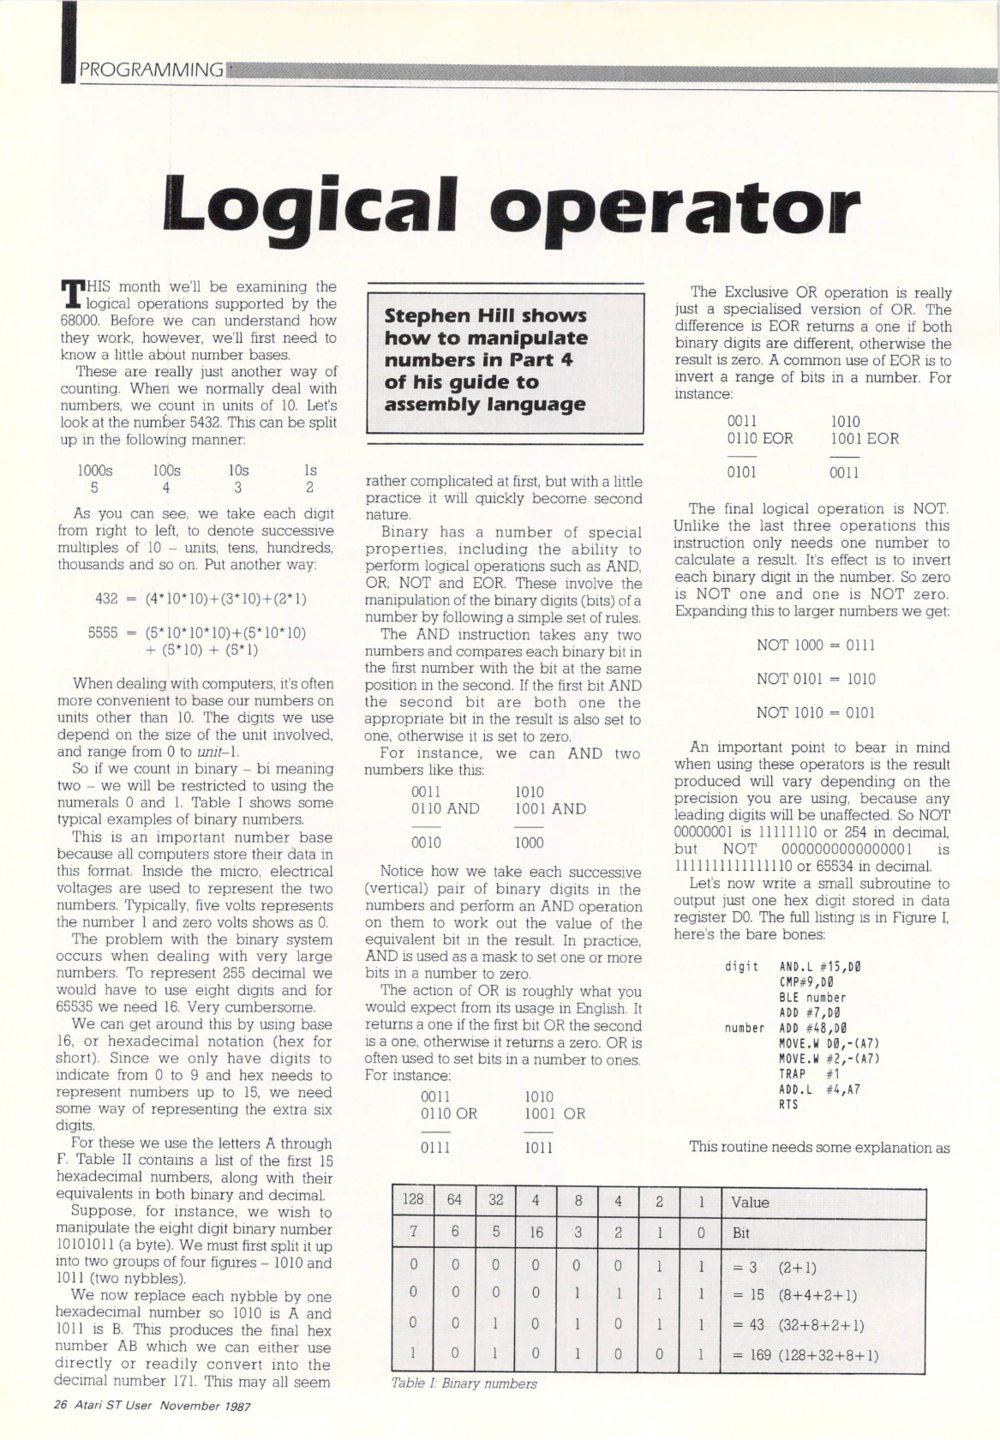 PROGRAMMING
Logical operator
THIS month we'll be examining the
logical operations supported by the
68000. Before we can understand how
they work, however, we'll first need to
know a little about number bases.
These are really just another way of
counting. When we normally deal with
numbers, we count in units of 10. Let's
look at the number 5432. This can be split
up in the following manner:
1000s 100s 10s 1s
5 4 3 2
As you can see, we take each digit
from right to left, to denote successive
multiples of 10 – units, tens, hundreds,
thousands and so on. Put another way:
432 = (4*10*10)+(3*10)+(2*1)
5555 = (5*10*10*10)+(5*10*10)
+ (5*10) + (5*1)
When dealing with computers, it's often
more convenient to base our numbers on
units other than 10. The digits we use
depend on the size of the unit involved,
and range from 0 to unit–1.
So if we count in binary – bi meaning
two – we will be restricted to using the
numerals 0 and 1. Table I shows some
typical examples of binary numbers.
This is an important number base
because all computers store their data in
this format. Inside the micro, electrical
voltages are used to represent the two
numbers. Typically, five volts represents
the number 1 and zero volts shows as 0.
The problem with the binary system
occurs when dealing with very large
numbers. To represent 255 decimal we
would have to use eight digits and for
65535 we need 16. Very cumbersome.
We can get around this by using base
16, or hexadecimal notation (hex for
short). Since we only have digits to
indicate from 0 to 9 and hex needs to
represent numbers up to 15, we need
some way of representing the extra six
digits.
For these we use the letters A through
F. Table II contains a list of the first 15
hexadecimal numbers, along with their
equivalents in both binary and decimal.
Suppose, for instance, we wish to
manipulate the eight digit binary number
10101011 (a byte). We must first split it up
into two groups of four figures – 1010 and
1011 (two nybbles).
We now replace each nybble by one
hexadecimal number so 1010 is A and
1011 is B. This produces the final hex
number AB which we can either use
directly or readily convert into the
decimal number 171. This may all seem
Stephen Hill shows
how to manipulate
numbers in Part 4
of his guide to
assembly language
rather complicated at first, but with a little
practice it will quickly become second
nature.
Binary has a number of special
properties, including the ability to
perform logical operations such as AND,
OR, NOT and EOR. These involve the
manipulation of the binary digits (bits) of a
number by following a simple set of rules.
The AND instruction takes any two
numbers and compares each binary bit in
the first number with the bit at the same
position in the second. If the first bit AND
the second bit are both one the
appropriate bit in the result is also set to
one, otherwise it is set to zero.
For instance, we can AND two
numbers like this:
0011 1010
0110 AND 1001 AND
0010 1000
Notice how we take each successive
(vertical) pair of binary digits in the
numbers and perform an AND operation
on them to work out the value of the
equivalent bit in the result. In practice,
AND is used as a mask to set one or more
bits in a number to zero.
The action of OR is roughly what you
would expect from its usage in English. It
returns a one if the first bit OR the second
is a one, otherwise it returns a zero. OR is
often used to set bits in a number to ones.
For instance:
0011 1010
0110 OR 1001 OR
0111 1011
The Exclusive OR operation is really
just a specialised version of OR. The
difference is EOR returns a one if both
binary digits are different, otherwise the
result is zero. A common use of EOR is to
invert a range of bits in a number. For
instance:
0011 1010
0110 EOR 1001 EOR
0101 0011
The final logical operation is NOT.
Unlike the last three operations this
instruction only needs one number to
calculate a result. It's effect is to invert
each binary digit in the number. So zero
is NOT one and one is NOT zero.
Expanding this to larger numbers we get:
NOT 1000 = 0111
NOT 0101 = 1010
NOT 1010 = 0101
An important point to bear in mind
when using these operators is the result
produced will vary depending on the
precision you are using, because any
leading digits will be unaffected. So NOT
00000001 is 11111110 or 254 in decimal,
but NOT 0000000000000001 is
1111111111111110 or 65534 in decimal.
Let's now write a small subroutine to
output just one hex digit stored in data
register D0. The full listing is in Figure I,
here's the bare bones:
digit AND.L #15,D0
CMP#9,D0
BLE number
ADD #7,D0
number ADD #48,D0
MOVE.W D0,-(A7)
MOVE.W #2,-(A7)
TRAP #1
ADD.L #4,A7
RTS
This routine needs some explanation as
128 64 32 4 8 4 2 1 Value
7 6 5 16 3 2 1 0 Bit
0 0 0 0 0 0 1 1 = 3 (2+1)
0 0 0 0 1 1 1 1 = 15 (8+4+2+1)
0 0 1 0 1 0 1 1 = 43 (32+8+2+1)
1 0 1 0 1 0 0 1 = 169 (128+32+8+1)
Table I: Binary numbers
26 Atari ST User November 1987